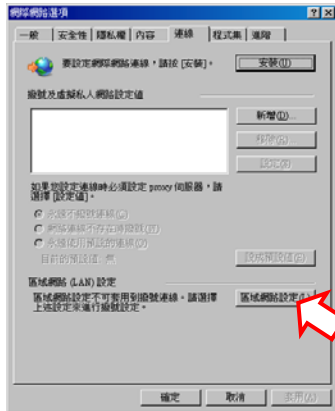 網際網路選項
一般 安全性 隱私權 內容 連線 程式集 進階
要設定網際網路連線，請按 [安裝]。
安裝(U)
撥號及虛擬私人網路設定值
新增(D)...
移除(R)...
設定(S)
如果您設定連線時必須設定 proxy 伺服器，請
選擇 [設定值]。
永遠不撥號連線(C)
網路連線不存在時撥號(W)
永遠使用預設的連線(O)
目前的預設值: 無
設成預設值(E)
區域網路 (LAN) 設定
區域網路設定不可套用到撥號連線。請選擇
上述設定來進行撥號設定。
區域網路設定(L)
確定 取消 套用(A)